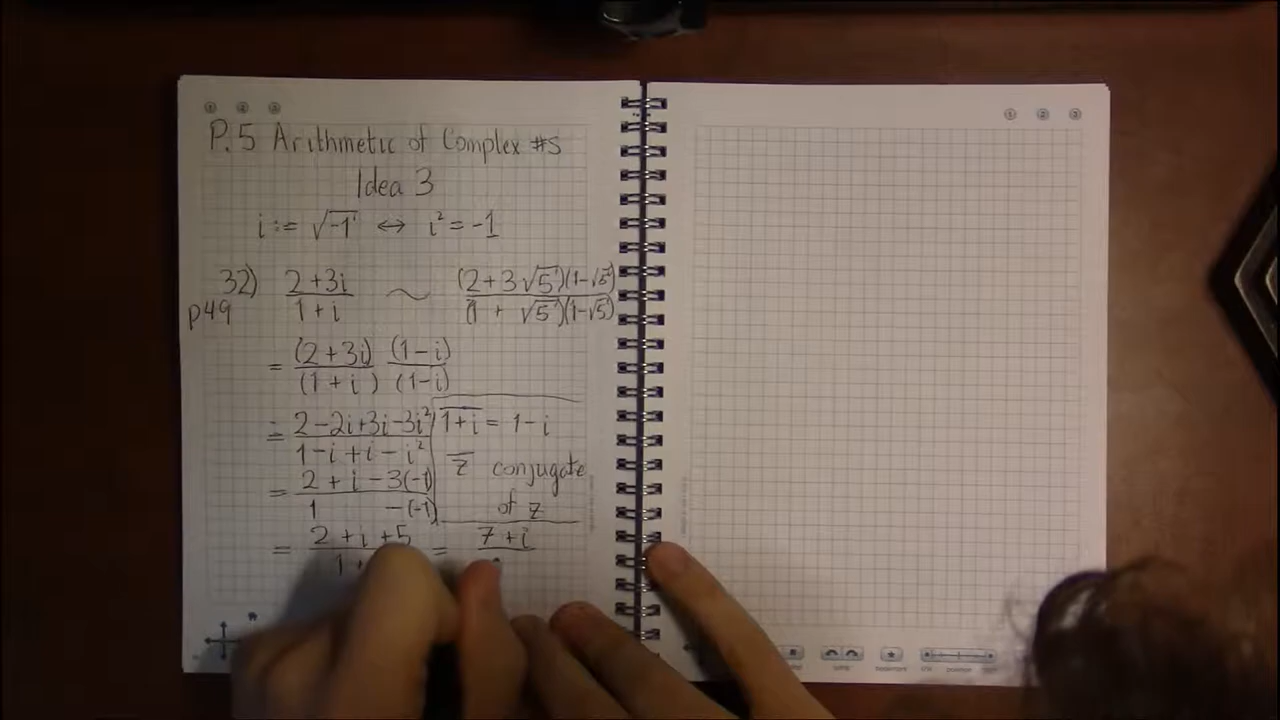 P.5 Arithmetic of Complex #s
Idea 3
i := √-1 ↔ i² = -1
32) (2+3i)/(1+i) ~ (2+3√5)(1-√5)/(1+√5)(1-√5)
p49
= (2+3i)(1-i)/(1+i)(1-i)
= (2-2i+3i-3i²)/(1-i+i-i²)
= (2+i-3(-1))/(1-(-1))
1+i̅ = 1-i
z̅ conjugate
of z
= (2+i+5)/(1+ = (7+i)/